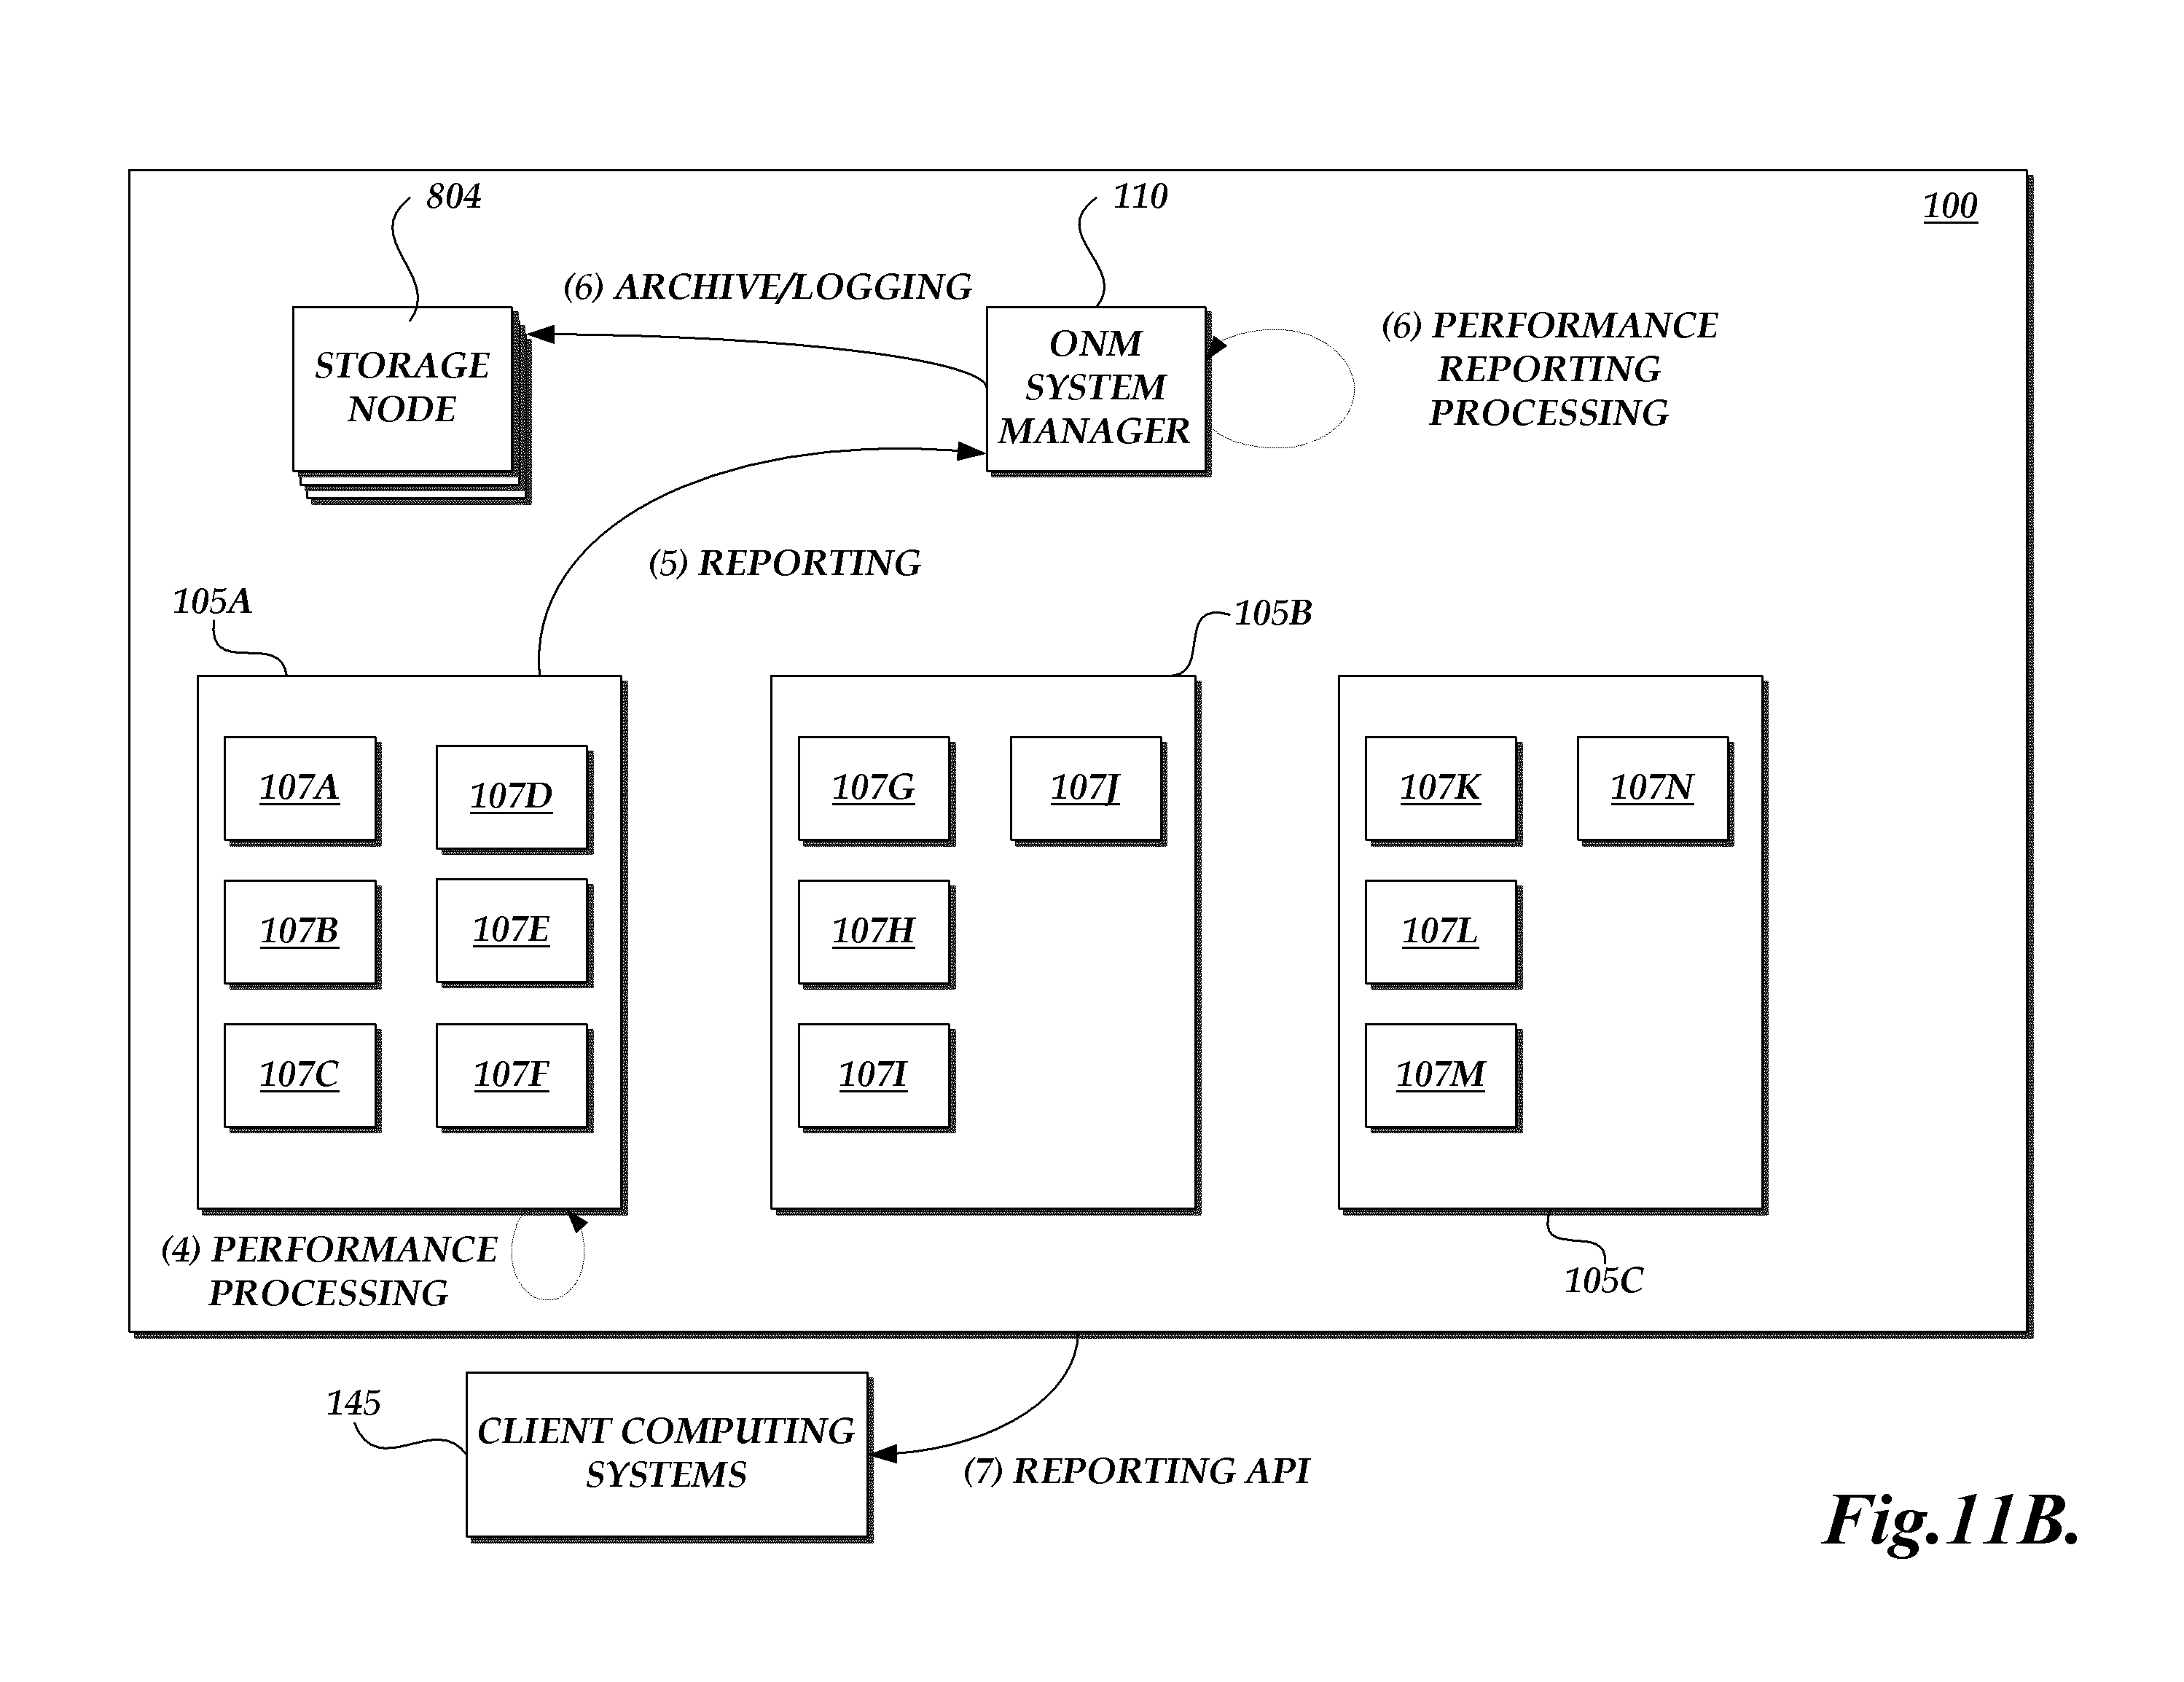 804
110
100
(6) ARCHIVE/LOGGING
STORAGE
NODE
ONM
SYSTEM
MANAGER
(6) PERFORMANCE
REPORTING
PROCESSING
(5) REPORTING
105A
105B
107A
107D
107G
107J
107K
107N
107B
107E
107H
107L
107C
107F
107I
107M
(4) PERFORMANCE
PROCESSING
105C
145
CLIENT COMPUTING
SYSTEMS
(7) REPORTING API
Fig.11B.